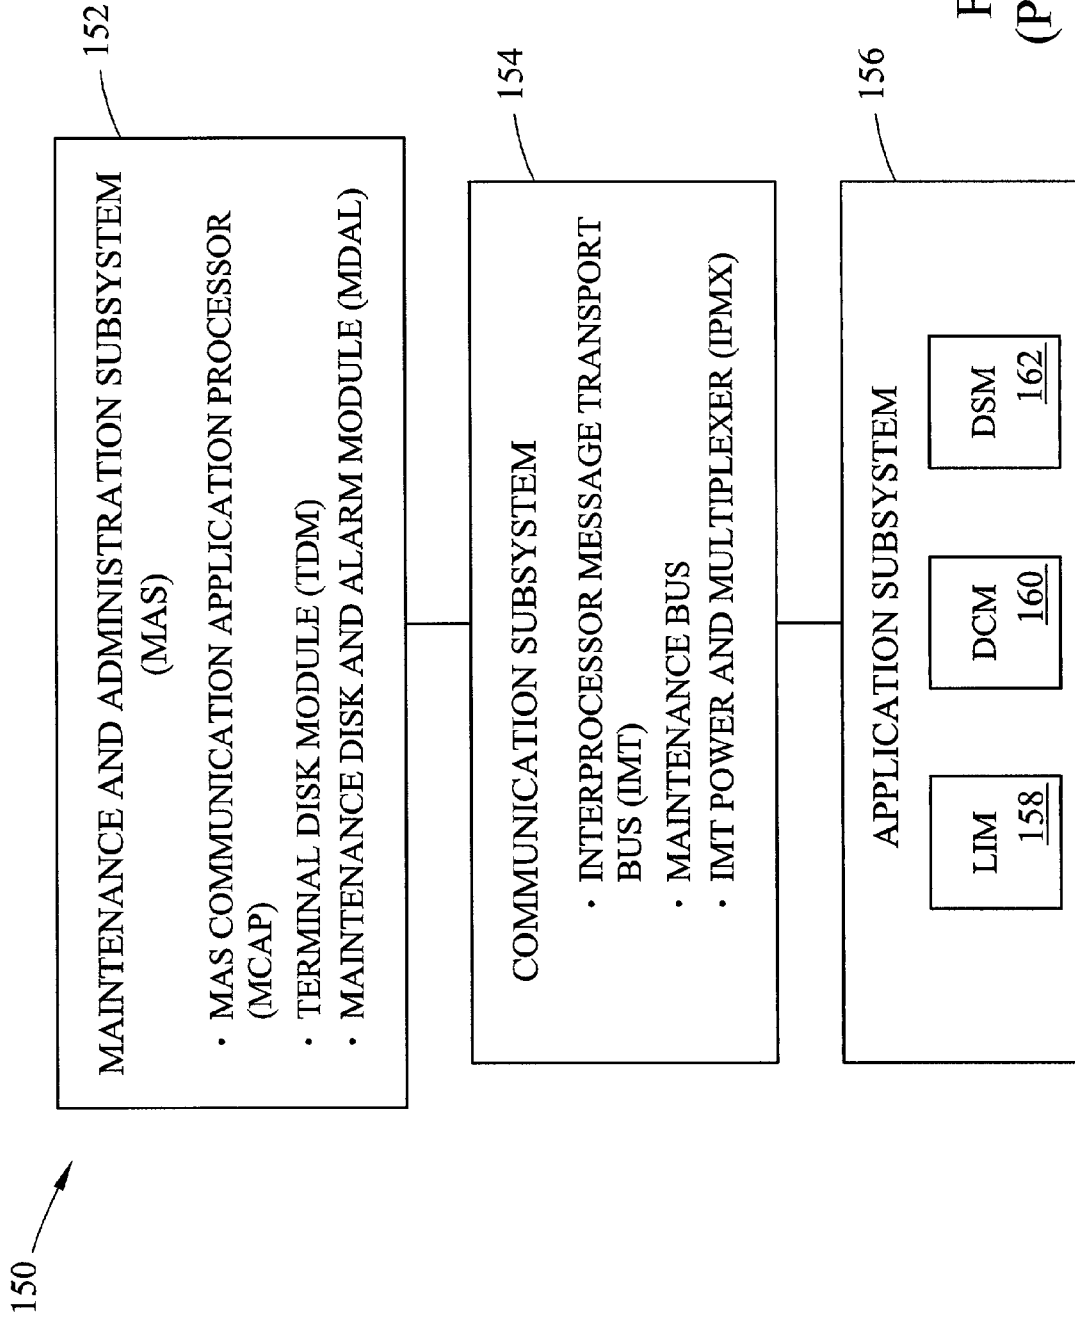 150
152
MAINTENANCE AND ADMINISTRATION SUBSYSTEM
(MAS)
· MAS COMMUNICATION APPLICATION PROCESSOR
(MCAP)
· TERMINAL DISK MODULE (TDM)
· MAINTENANCE DISK AND ALARM MODULE (MDAL)
154
COMMUNICATION SUBSYSTEM
· INTERPROCESSOR MESSAGE TRANSPORT
BUS (IMT)
· MAINTENANCE BUS
· IMT POWER AND MULTIPLEXER (IPMX)
156
APPLICATION SUBSYSTEM
LIM
158
DCM
160
DSM
162
F
(P